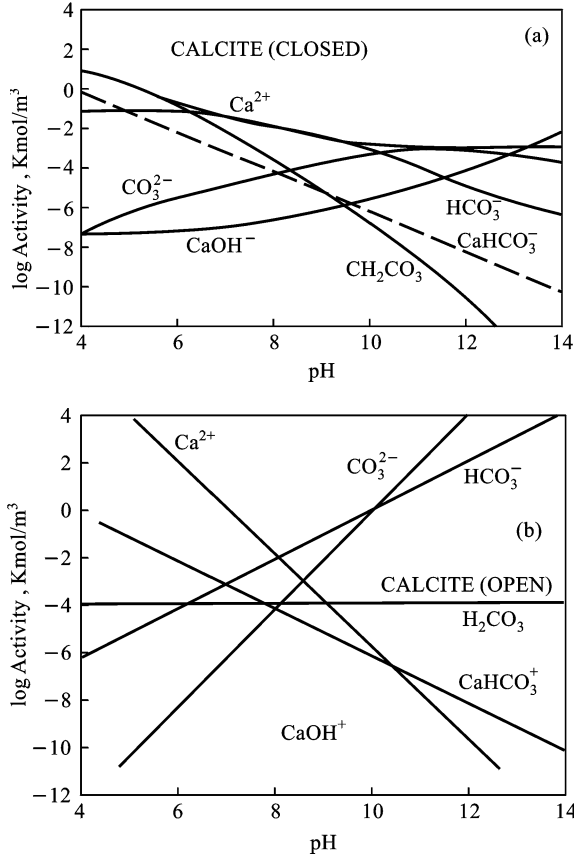 4
2
0
−2
−4
−6
−8
−10
−12
log Activity , Kmol/m³
CALCITE (CLOSED)
(a)
Ca²⁺
CO₃²⁻
CaOH⁻
HCO₃⁻
CaHCO₃⁻
CH₂CO₃
4 6 8 10 12 14
pH
4
2
0
−2
−4
−6
−8
−10
−12
log Activity , Kmol/m³
Ca²⁺
CO₃²⁻
HCO₃⁻
(b)
CALCITE (OPEN)
H₂CO₃
CaHCO₃⁺
CaOH⁺
4 6 8 10 12 14
pH